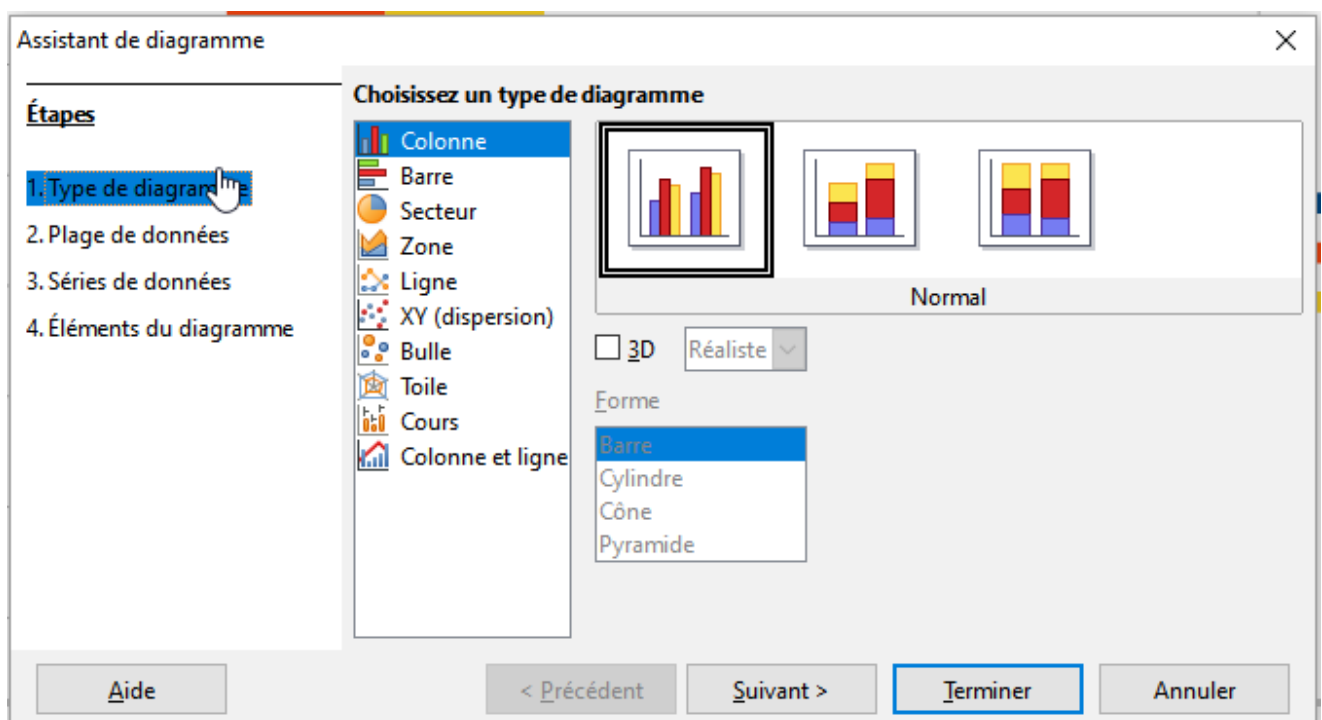 Assistant de diagramme
Étapes
1. Type de diagramme
2. Plage de données
3. Séries de données
4. Éléments du diagramme
Choisissez un type de diagramme
Colonne
Barre
Secteur
Zone
Ligne
XY (dispersion)
Bulle
Toile
Cours
Colonne et ligne
Normal
3D Réaliste
Forme
Barre
Cylindre
Cône
Pyramide
Aide < Précédent Suivant > Terminer Annuler